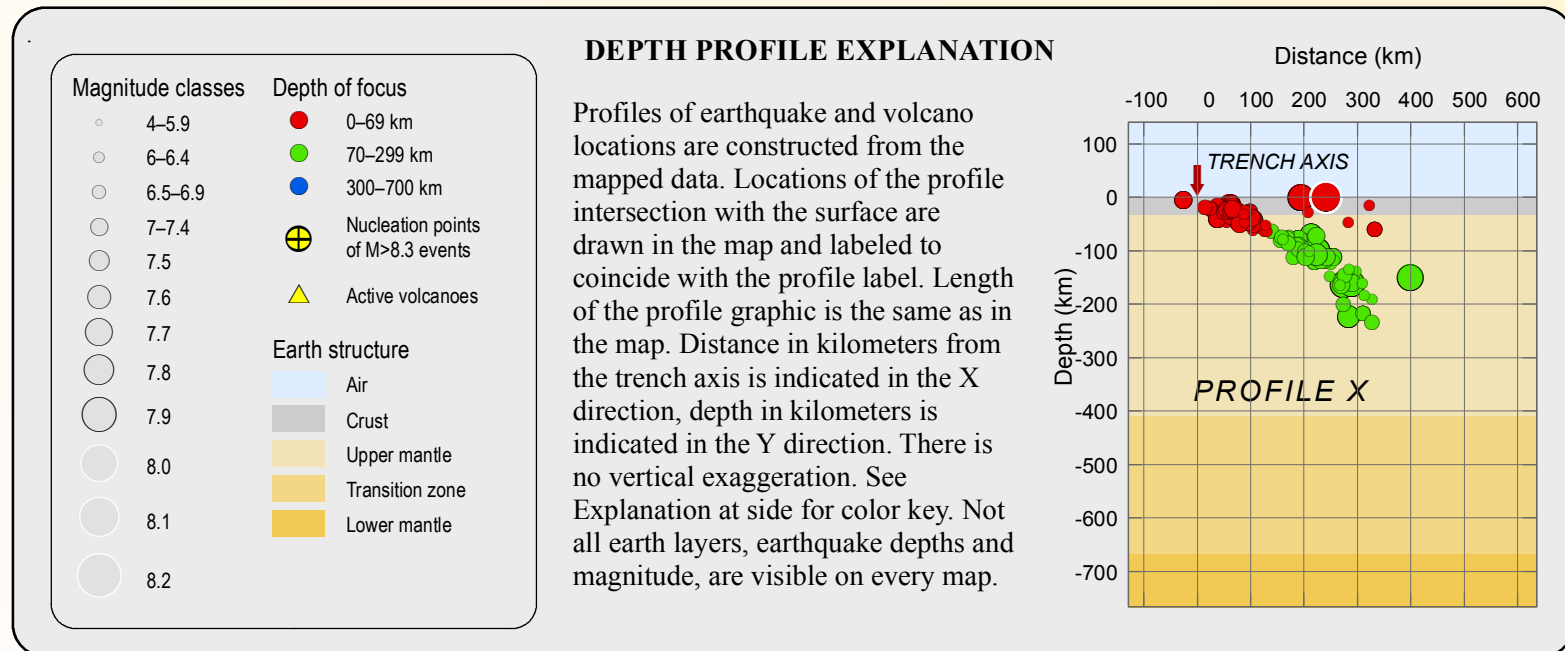 DEPTH PROFILE EXPLANATION
Magnitude classes
4–5.9
6–6.4
6.5–6.9
7–7.4
7.5
7.6
7.7
7.8
7.9
8.0
8.1
8.2
Depth of focus
0–69 km
70–299 km
300–700 km
Nucleation points
of M>8.3 events
Active volcanoes
Earth structure
Air
Crust
Upper mantle
Transition zone
Lower mantle
Profiles of earthquake and volcano
locations are constructed from the
mapped data. Locations of the profile
intersection with the surface are
drawn in the map and labeled to
coincide with the profile label. Length
of the profile graphic is the same as in
the map. Distance in kilometers from
the trench axis is indicated in the X
direction, depth in kilometers is
indicated in the Y direction. There is
no vertical exaggeration. See
Explanation at side for color key. Not
all earth layers, earthquake depths and
magnitude, are visible on every map.
Distance (km)
-100 0 100 200 300 400 500 600
100
0
-100
-200
-300
-400
-500
-600
-700
Depth (km)
TRENCH AXIS
PROFILE X